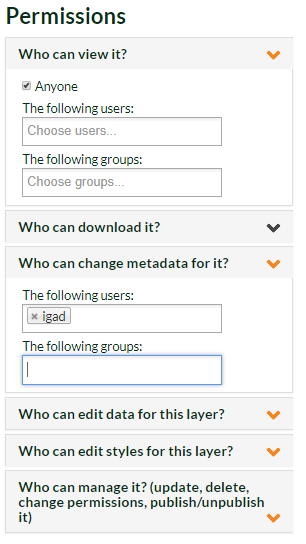 Permissions
Who can view it?
Anyone
The following users:
Choose users...
The following groups:
Choose groups...
Who can download it?
Who can change metadata for it?
The following users:
× igad
The following groups:
Who can edit data for this layer?
Who can edit styles for this layer?
Who can manage it? (update, delete,
change permissions, publish/unpublish
it)